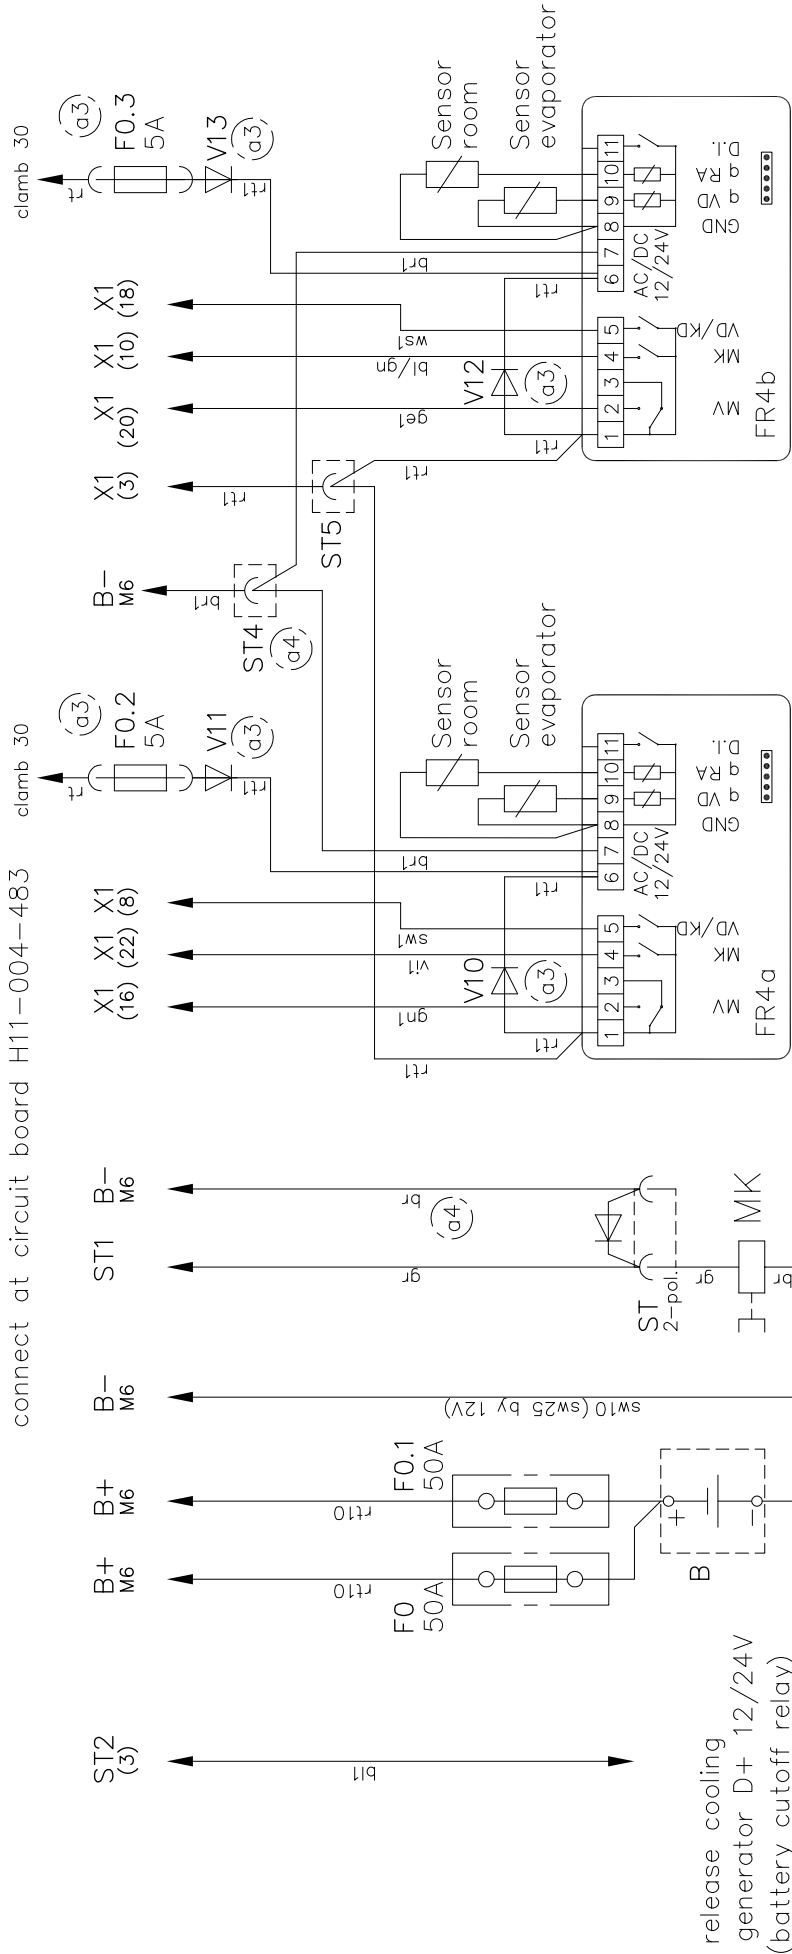 connect at circuit board H11-004-483
ST2
(3)
bl1
release cooling
generator D+ 12/24V
(battery cutoff relay)
B+
M6
rt10
F0
50A
B+
M6
rt10
F0.1
50A
B
+
−
B−
M6
sw10 (sw25 by 12V)
ST1
gr
B−
M6
br
a4
ST
2-pol.
gr
br
MK
X1
(16)
gn1
X1
(22)
vi1
X1
(8)
sw1
clamb 30
rt
a3
F0.2
5A
V11
a3
rt1
rt1
rt1
V10
a3
rt1
br1
Sensor
room
Sensor
evaporator
1 2 3 4 5 6 7 8 9 10 11
MV
MK
VD/KD
AC/DC
12/24V
GND
q VD
q RA
D.I.
FR4a
B−
M6
br1
ST4
a4
X1
(3)
rt1
ST5
rt1
X1
(20)
ge1
X1
(10)
bl/gn
X1
(18)
ws1
clamb 30
rt
a3
F0.3
5A
V13
a3
rt1
rt1
V12
a3
rt1
br1
Sensor
room
Sensor
evaporator
1 2 3 4 5 6 7 8 9 10 11
MV
MK
VD/KD
AC/DC
12/24V
GND
q VD
q RA
D.I.
FR4b